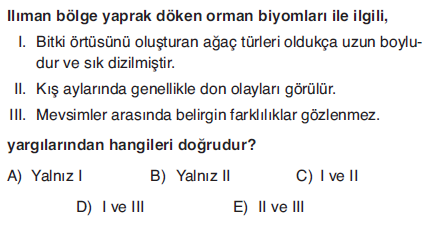 Ilıman bölge yaprak döken orman biyomları ile ilgili,
I. Bitki örtüsünü oluşturan ağaç türleri oldukça uzun boylu-
dur ve sık dizilmiştir.
II. Kış aylarında genellikle don olayları görülür.
III. Mevsimler arasında belirgin farklılıklar gözlenmez.
yargılarından hangileri doğrudur?
A) Yalnız I B) Yalnız II C) I ve II
D) I ve III E) II ve III